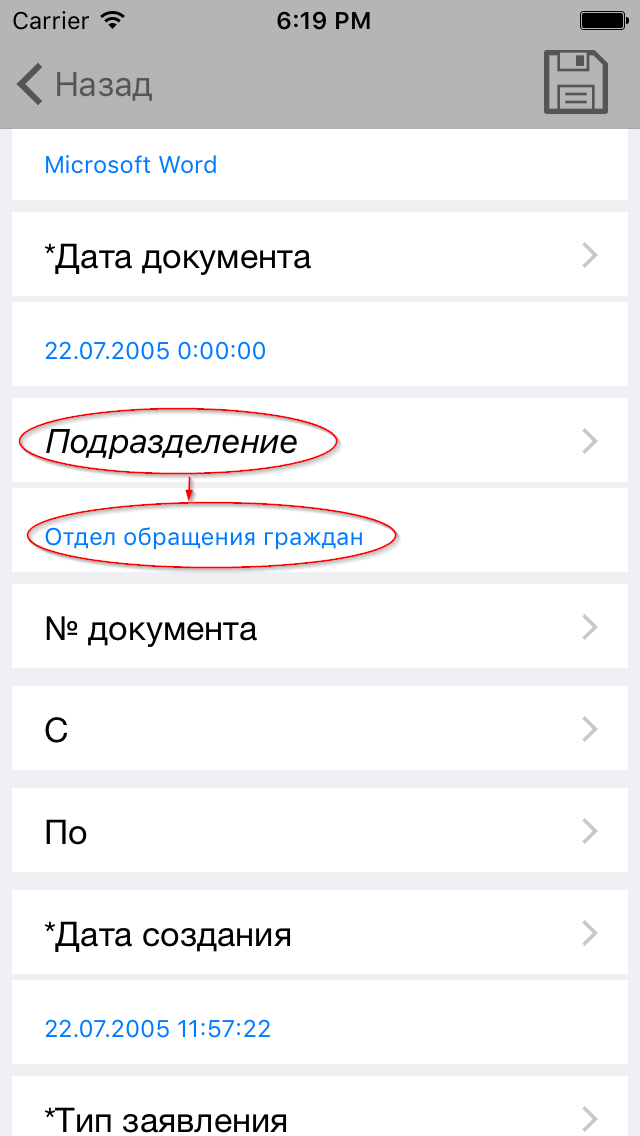 Carrier 6:19 PM
Назад
Microsoft Word
*Дата документа
22.07.2005 0:00:00
Подразделение
Отдел обращения граждан
№ документа
С
По
*Дата создания
22.07.2005 11:57:22
*Тип заявления